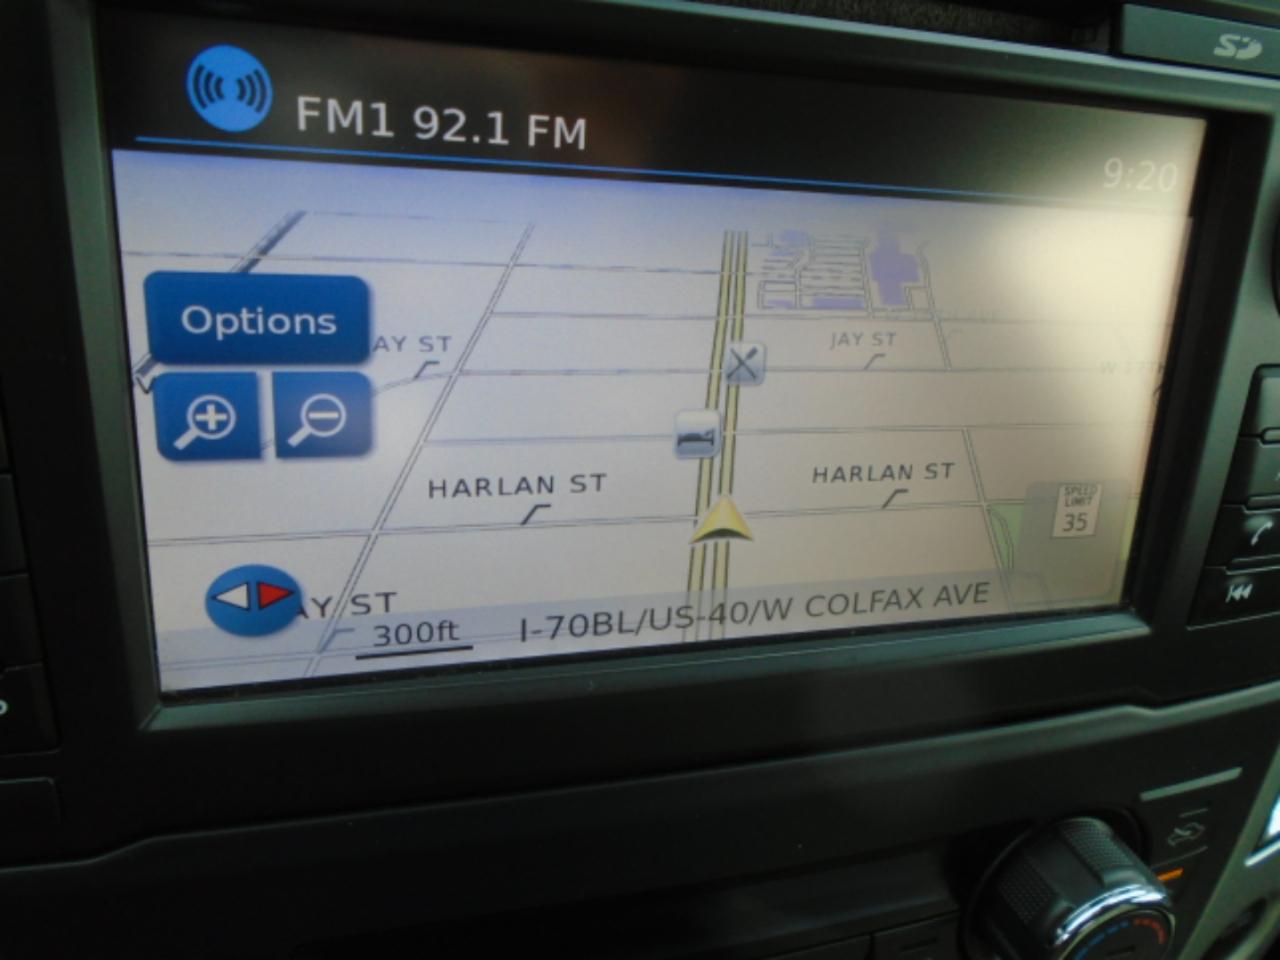 SD
FM1 92.1 FM
9:20
Options
AY ST
JAY ST
HARLAN ST
HARLAN ST
SPEED
LIMIT
35
AY ST
300ft
I-70BL/US-40/W COLFAX AVE